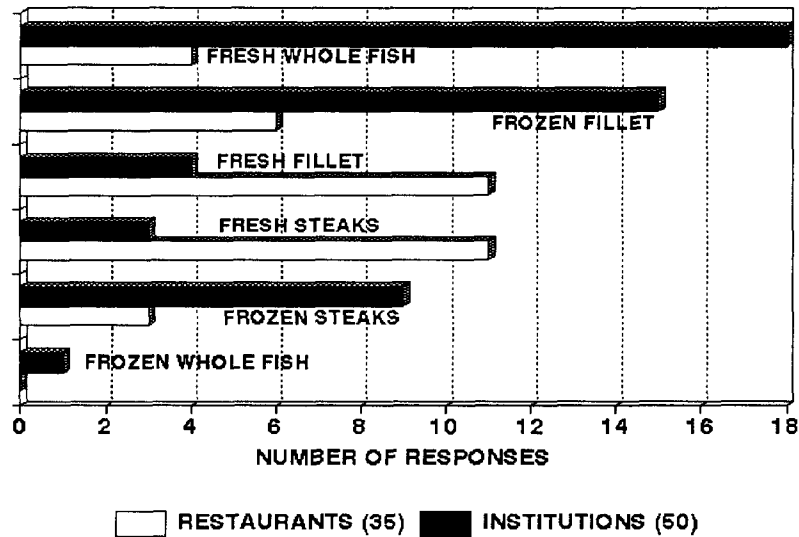 FRESH WHOLE FISH
FROZEN FILLET
FRESH FILLET
FRESH STEAKS
FROZEN STEAKS
FROZEN WHOLE FISH
0 2 4 6 8 10 12 14 16 18
NUMBER OF RESPONSES
RESTAURANTS (35) INSTITUTIONS (50)